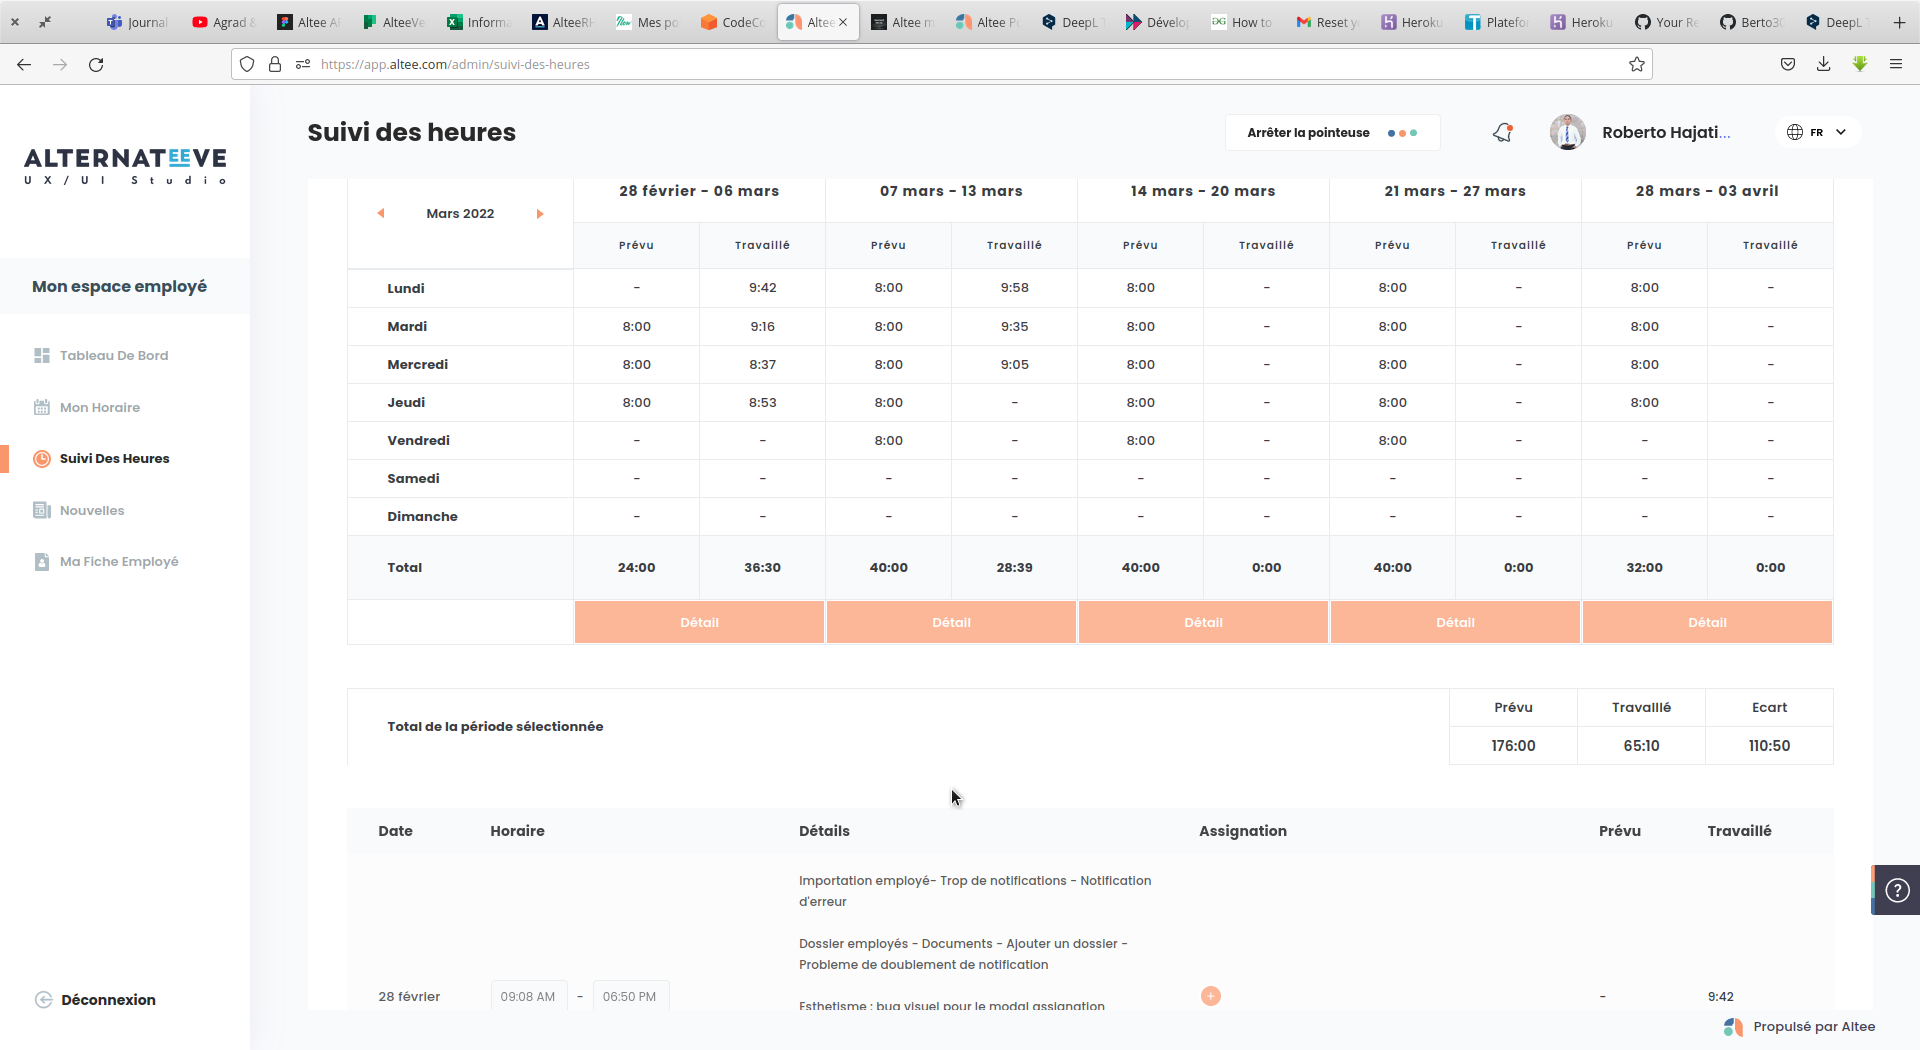 Journal
Agrad &
Altee A
AlteeVe
Informa
AlteeRH
Mes po
CodeCo
Altee
Altee m
Altee P
DeepL T
Dévelo
How to
Reset y
Heroku
Platefo
Heroku
Your Re
Berto3
DeepL T
https://app.altee.com/admin/suivi-des-heures
ALTERNATEEVE
UX/UI Studio
Suivi des heures
Arrêter la pointeuse
Roberto Hajati...
FR
Mon espace employé
Tableau De Bord
Mon Horaire
Suivi Des Heures
Nouvelles
Ma Fiche Employé
Déconnexion
Mars 2022 28 février - 06 mars 07 mars - 13 mars 14 mars - 20 mars 21 mars - 27 mars 28 mars - 03 avril
Prévu Travaillé Prévu Travaillé Prévu Travaillé Prévu Travaillé Prévu Travaillé
Lundi - 9:42 8:00 9:58 8:00 - 8:00 - 8:00 -
Mardi 8:00 9:16 8:00 9:35 8:00 - 8:00 - 8:00 -
Mercredi 8:00 8:37 8:00 9:05 8:00 - 8:00 - 8:00 -
Jeudi 8:00 8:53 8:00 - 8:00 - 8:00 - 8:00 -
Vendredi - - 8:00 - 8:00 - 8:00 - - -
Samedi - - - - - - - - - -
Dimanche - - - - - - - - - -
Total 24:00 36:30 40:00 28:39 40:00 0:00 40:00 0:00 32:00 0:00
Détail Détail Détail Détail Détail
Total de la période sélectionnée
Prévu Travaillé Ecart
176:00 65:10 110:50
Date Horaire Détails Assignation Prévu Travaillé
Importation employé- Trop de notifications - Notification
d'erreur
Dossier employés - Documents - Ajouter un dossier -
Probleme de doublement de notification
Esthetisme : bug visuel pour le modal assignation
28 février 09:08 AM - 06:50 PM - 9:42
Propulsé par Altee